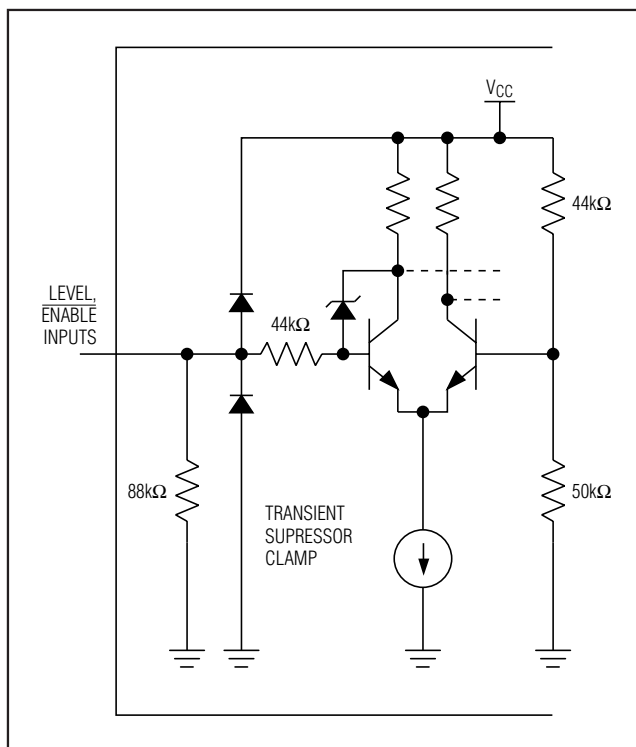 VCC
44kΩ
LEVEL,
ENABLE
INPUTS
44kΩ
88kΩ
TRANSIENT
SUPRESSOR
CLAMP
50kΩ